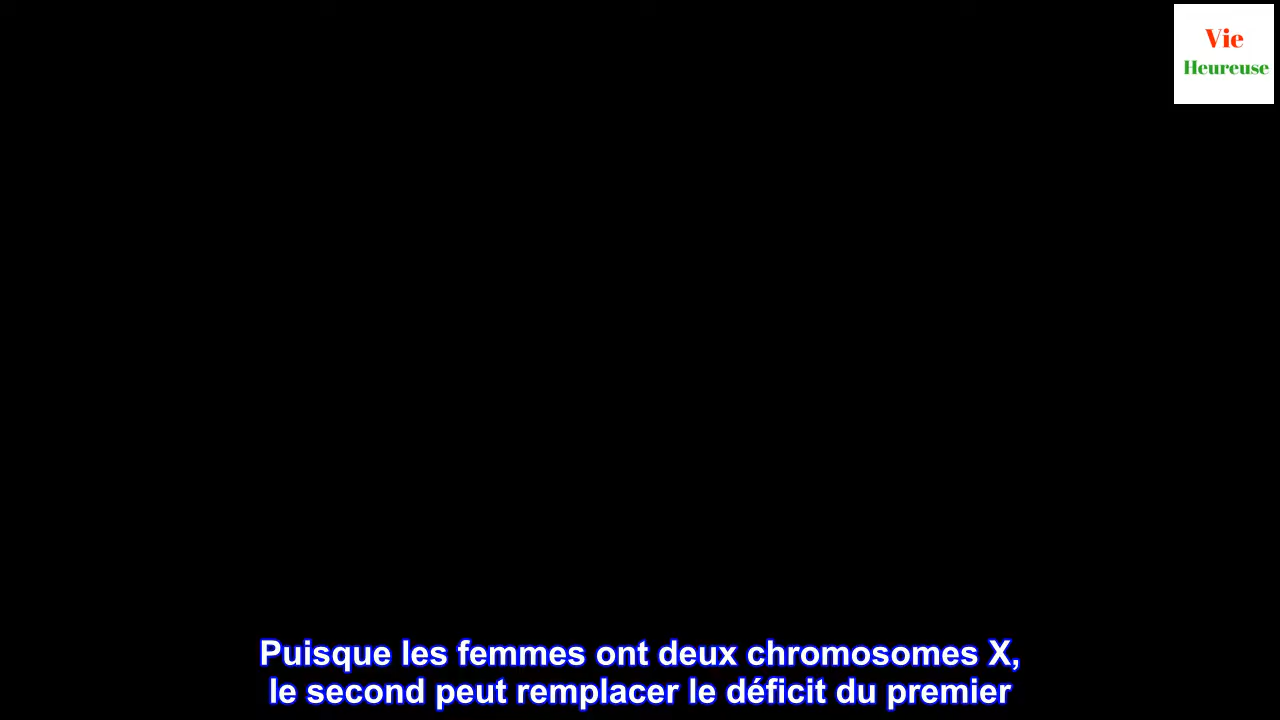 Vie
Heureuse
Puisque les femmes ont deux chromosomes X,
le second peut remplacer le déficit du premier